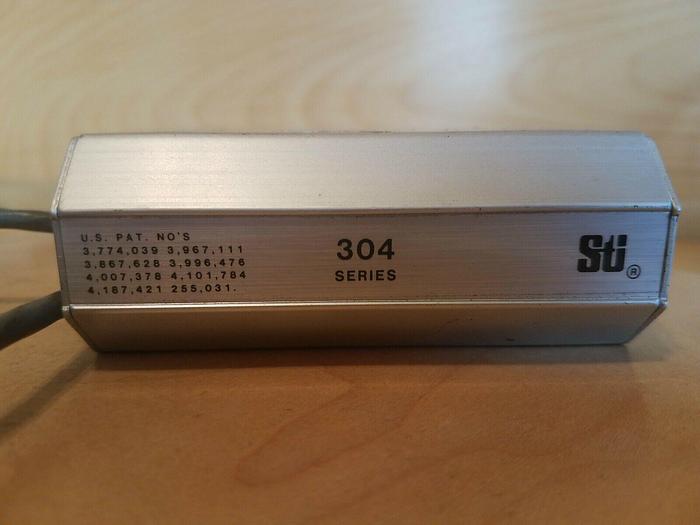 U.S. PAT. NO'S
3,774,039 3,967,111
3,867,628 3,996,476
4,007,378 4,101,784
4,187,421 255,031.
304
SERIES
Sti ®